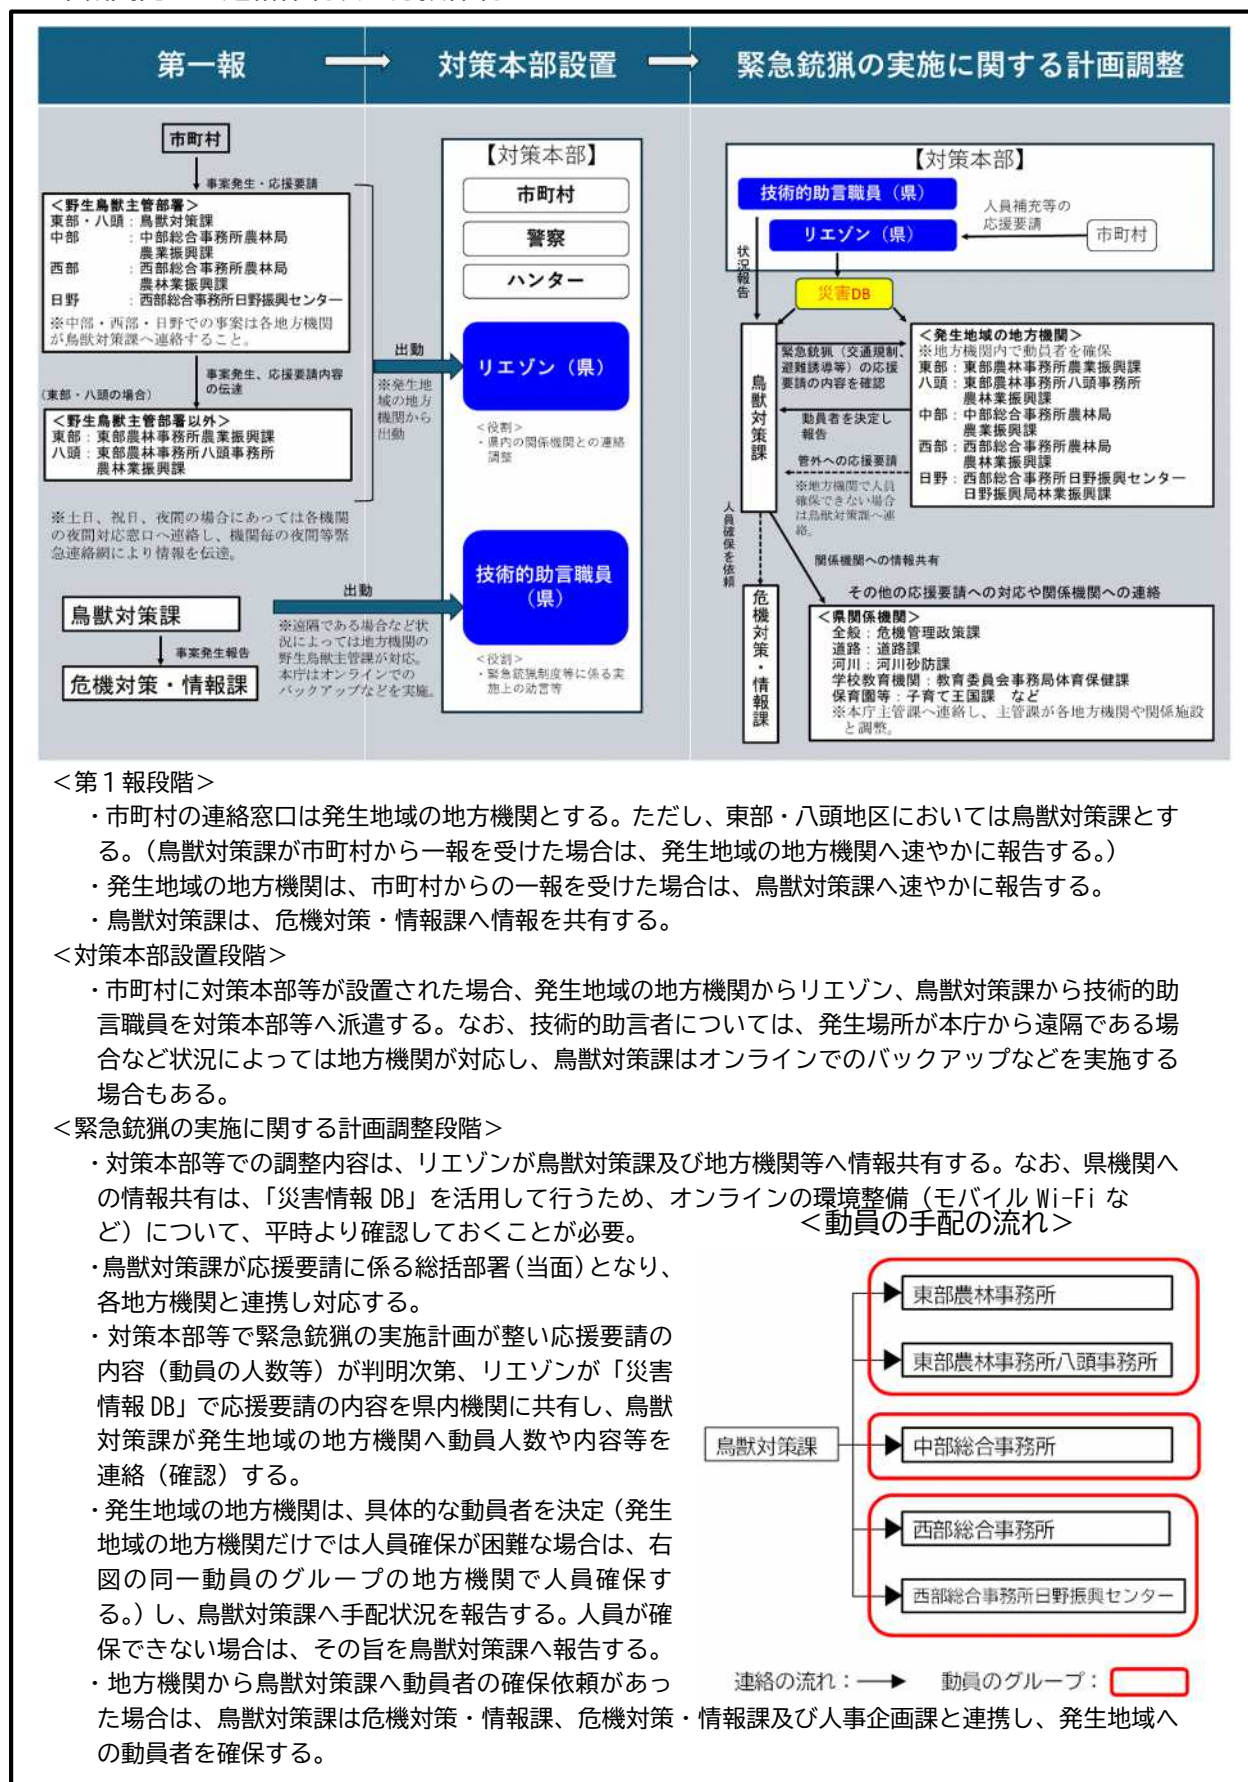 第一報
対策本部設置
緊急銃猟の実施に関する計画調整
市町村
事案発生・応援要請
＜野生鳥獣主管部署＞
東部・八頭：鳥獣対策課
中部　　　：中部総合事務所農林局
農業振興課
西部　　　：西部総合事務所農林局
農林業振興課
日野　　　：西部総合事務所日野振興センター
※中部・西部・日野での事案は各地方機関
が鳥獣対策課へ連絡すること。
事案発生、応援要請内容
の伝達
(東部・八頭の場合)
＜野生鳥獣主管部署以外＞
東部：東部農林事務所農業振興課
八頭：東部農林事務所八頭事務所
農林業振興課
※土日、祝日、夜間の場合にあっては各機関
の夜間対応窓口へ連絡し、機関毎の夜間等緊
急連絡網により情報を伝達。
鳥獣対策課
事案発生報告
危機対策・情報課
出動
※発生地
域の地方
機関から
出動
出動
※遠隔である場合など状
況によっては地方機関の
野生鳥獣主管課が対応。
本庁はオンラインでの
バックアップなどを実施。
【対策本部】
市町村
警察
ハンター
リエゾン（県）
＜役割＞
・県内の関係機関との連絡
調整
技術的助言職員
（県）
＜役割＞
・緊急銃猟制度等に係る実
施上の助言等
【対策本部】
技術的助言職員（県）
リエゾン（県）
人員補充等の
応援要請
市町村
状況報告
災害DB
鳥獣対策課
緊急銃猟（交通規制、
避難誘導等）の応援
要請の内容を確認
動員者を決定し
報告
管外への応援要請
※地方機関で人員
確保できない場合
は鳥獣対策課へ連
絡。
＜発生地域の地方機関＞
※地方機関内で動員者を確保
東部：東部農林事務所農業振興課
八頭：東部農林事務所八頭事務所
農林業振興課
中部：中部総合事務所農林局
農業振興課
西部：西部総合事務所農林局
農林業振興課
日野：西部総合事務所日野振興センター
日野振興局林業振興課
人員確保を依頼
関係機関への情報共有
危機対策・情報課
その他の応援要請への対応や関係機関への連絡
＜県関係機関＞
全般：危機管理政策課
道路：道路課
河川：河川砂防課
学校教育機関：教育委員会事務局体育保健課
保育園等：子育て王国課　など
※本庁主管課へ連絡し、主管課が各地方機関や関係施設
と調整。
＜第１報段階＞
・市町村の連絡窓口は発生地域の地方機関とする。ただし、東部・八頭地区においては鳥獣対策課とす
る。（鳥獣対策課が市町村から一報を受けた場合は、発生地域の地方機関へ速やかに報告する。）
・発生地域の地方機関は、市町村からの一報を受けた場合は、鳥獣対策課へ速やかに報告する。
・鳥獣対策課は、危機対策・情報課へ情報を共有する。
＜対策本部設置段階＞
・市町村に対策本部等が設置された場合、発生地域の地方機関からリエゾン、鳥獣対策課から技術的助
言職員を対策本部等へ派遣する。なお、技術的助言者については、発生場所が本庁から遠隔である場
合など状況によっては地方機関が対応し、鳥獣対策課はオンラインでのバックアップなどを実施する
場合もある。
＜緊急銃猟の実施に関する計画調整段階＞
・対策本部等での調整内容は、リエゾンが鳥獣対策課及び地方機関等へ情報共有する。なお、県機関へ
の情報共有は、「災害情報 DB」を活用して行うため、オンラインの環境整備（モバイル Wi-Fi な
ど）について、平時より確認しておくことが必要。
・鳥獣対策課が応援要請に係る総括部署（当面）となり、
各地方機関と連携し対応する。
・対策本部等で緊急銃猟の実施計画が整い応援要請の
内容（動員の人数等）が判明次第、リエゾンが「災害
情報 DB」で応援要請の内容を県内機関に共有し、鳥獣
対策課が発生地域の地方機関へ動員人数や内容等を
連絡（確認）する。
・発生地域の地方機関は、具体的な動員者を決定（発生
地域の地方機関だけでは人員確保が困難な場合は、右
図の同一動員のグループの地方機関で人員確保す
る。）し、鳥獣対策課へ手配状況を報告する。人員が確
保できない場合は、その旨を鳥獣対策課へ報告する。
・地方機関から鳥獣対策課へ動員者の確保依頼があっ
た場合は、鳥獣対策課は危機対策・情報課、危機対策・情報課及び人事企画課と連携し、発生地域へ
の動員者を確保する。
＜動員の手配の流れ＞
鳥獣対策課
東部農林事務所
東部農林事務所八頭事務所
中部総合事務所
西部総合事務所
西部総合事務所日野振興センター
連絡の流れ：
動員のグループ：